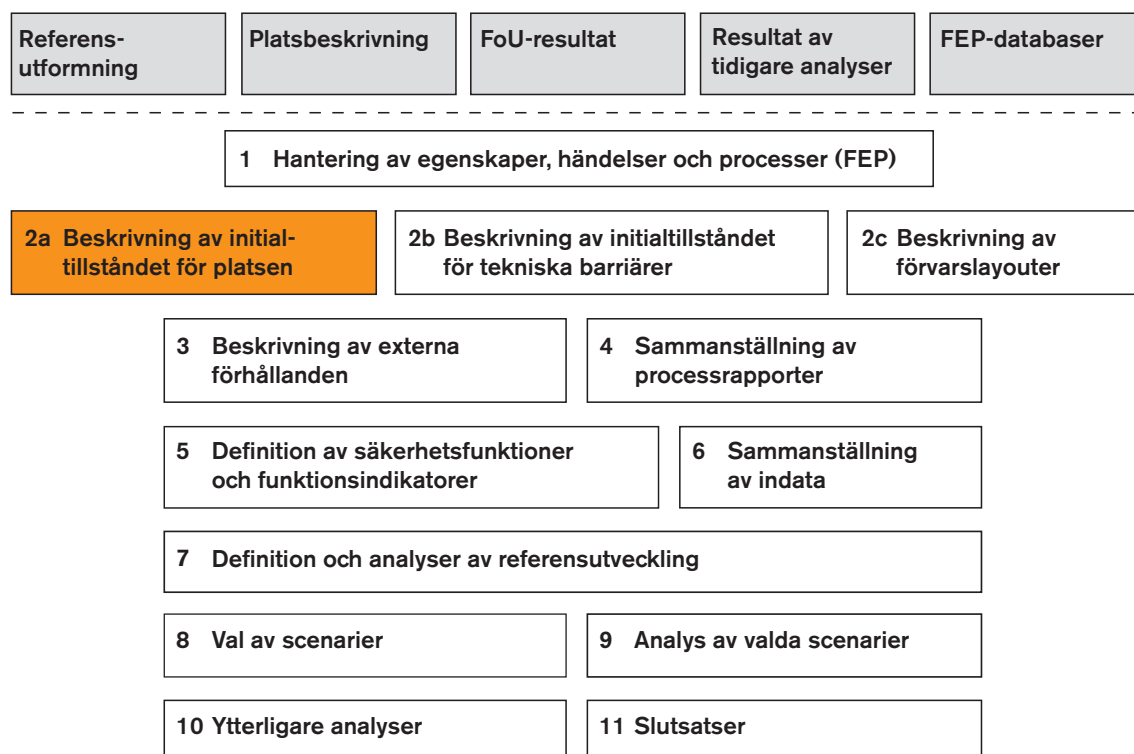 Referens-
utformning
Platsbeskrivning
FoU-resultat
Resultat av
tidigare analyser
FEP-databaser
1 Hantering av egenskaper, händelser och processer (FEP)
2a Beskrivning av initial-
tillståndet för platsen
2b Beskrivning av initialtillståndet
för tekniska barriärer
2c Beskrivning av
förvarslayouter
3 Beskrivning av externa
förhållanden
4 Sammanställning av
processrapporter
5 Definition av säkerhetsfunktioner
och funktionsindikatorer
6 Sammanställning
av indata
7 Definition och analyser av referensutveckling
8 Val av scenarier
9 Analys av valda scenarier
10 Ytterligare analyser
11 Slutsatser